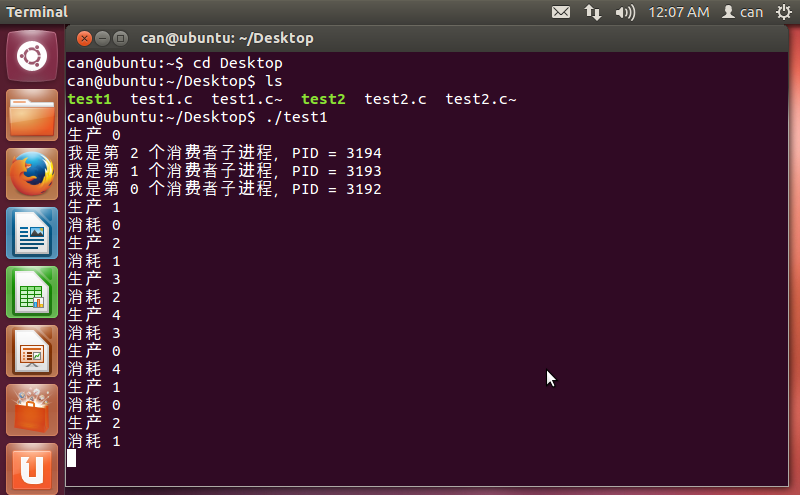 Terminal
12:07 AM
can
can@ubuntu: ~/Desktop
can@ubuntu:~$ cd Desktop
can@ubuntu:~/Desktop$ ls
test1 test1.c test1.c~ test2 test2.c test2.c~
can@ubuntu:~/Desktop$ ./test1
生产 0
我是第 2 个消费者子进程, PID = 3194
我是第 1 个消费者子进程, PID = 3193
我是第 0 个消费者子进程, PID = 3192
生产 1
消耗 0
生产 2
消耗 1
生产 3
消耗 2
生产 4
消耗 3
生产 0
消耗 4
生产 1
消耗 0
生产 2
消耗 1